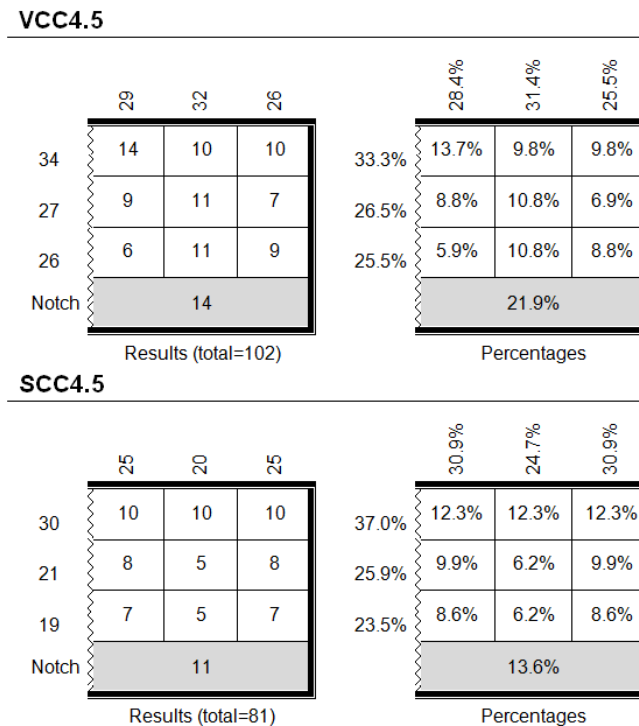 VCC4.5
29 32 26 28.4% 31.4% 25.5%
34 14 10 10 33.3% 13.7% 9.8% 9.8%
27 9 11 7 26.5% 8.8% 10.8% 6.9%
26 6 11 9 25.5% 5.9% 10.8% 8.8%
Notch 14 21.9%
Results (total=102) Percentages
SCC4.5
25 20 25 30.9% 24.7% 30.9%
30 10 10 10 37.0% 12.3% 12.3% 12.3%
21 8 5 8 25.9% 9.9% 6.2% 9.9%
19 7 5 7 23.5% 8.6% 6.2% 8.6%
Notch 11 13.6%
Results (total=81) Percentages